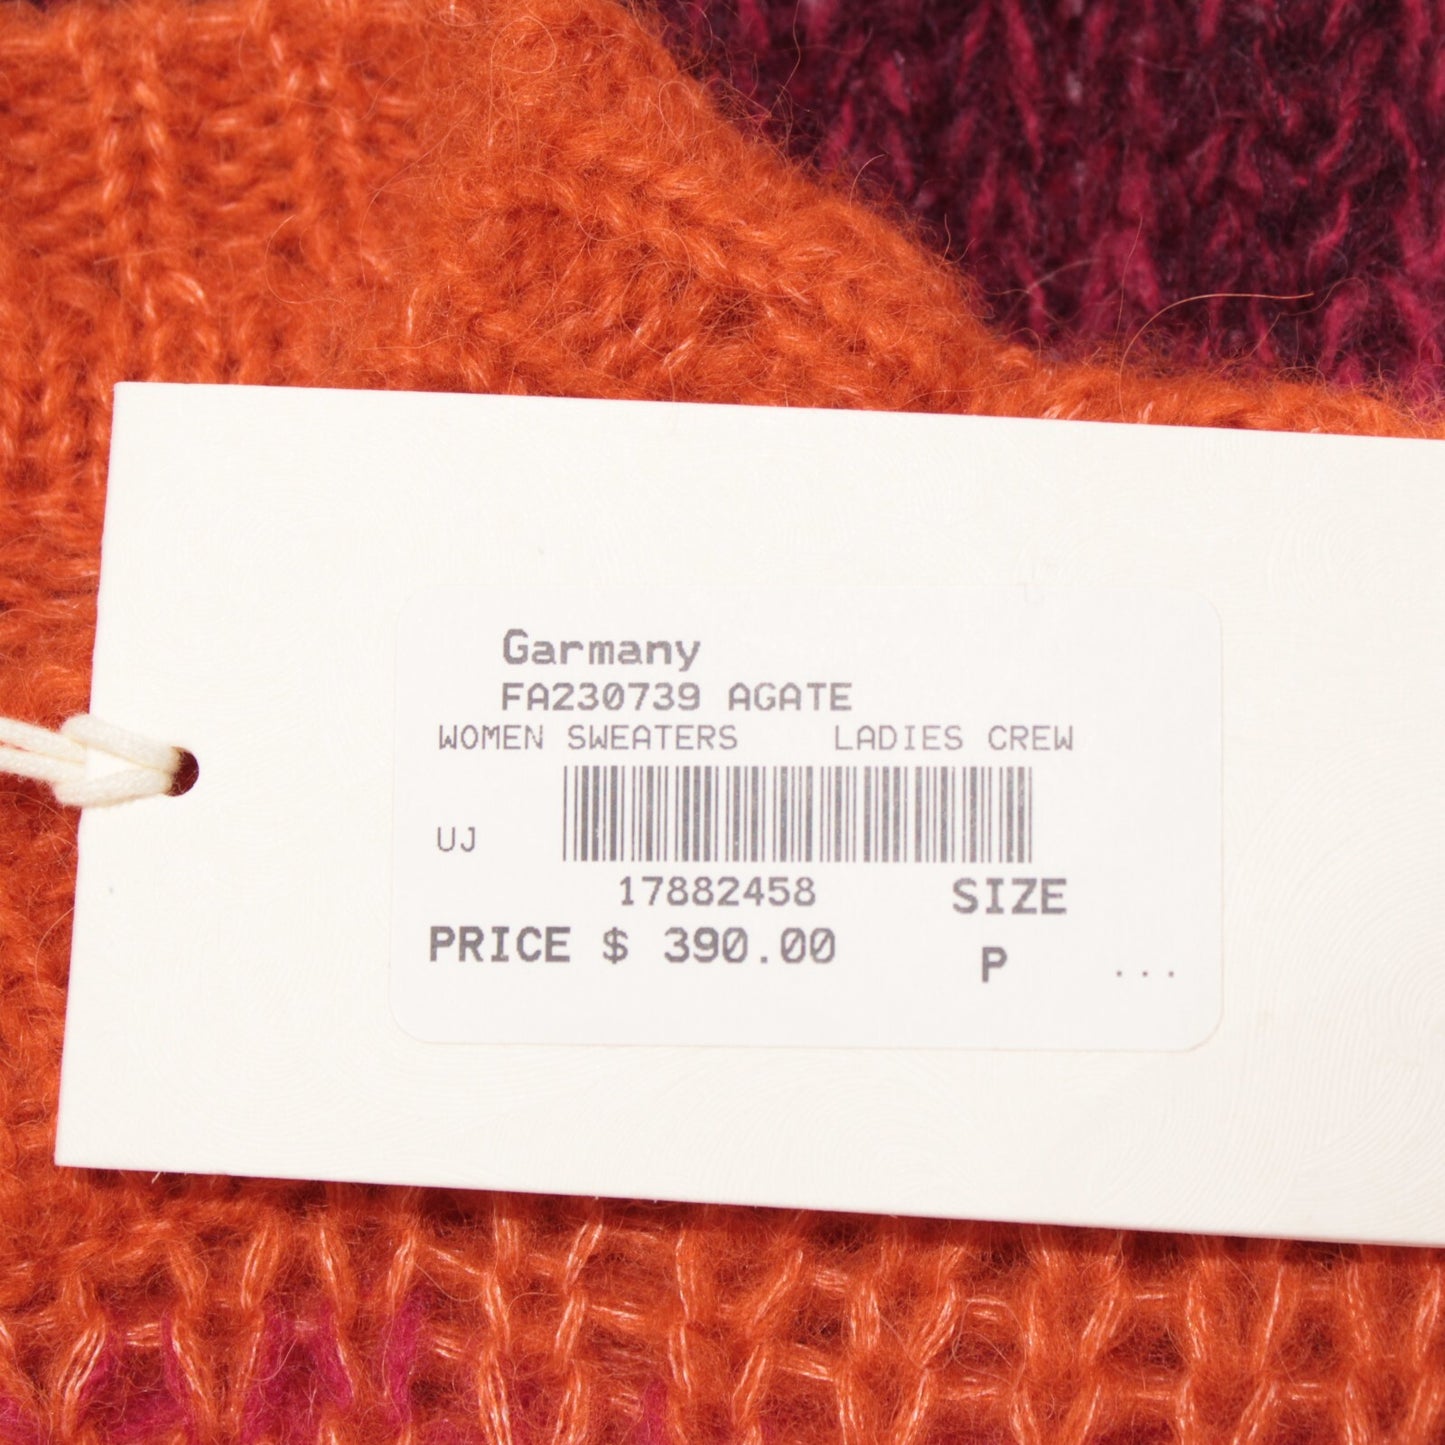 Garmany
FA230739 AGATE
WOMEN SWEATERS LADIES CREW
UJ
17882458 SIZE
PRICE $ 390.00 P ...